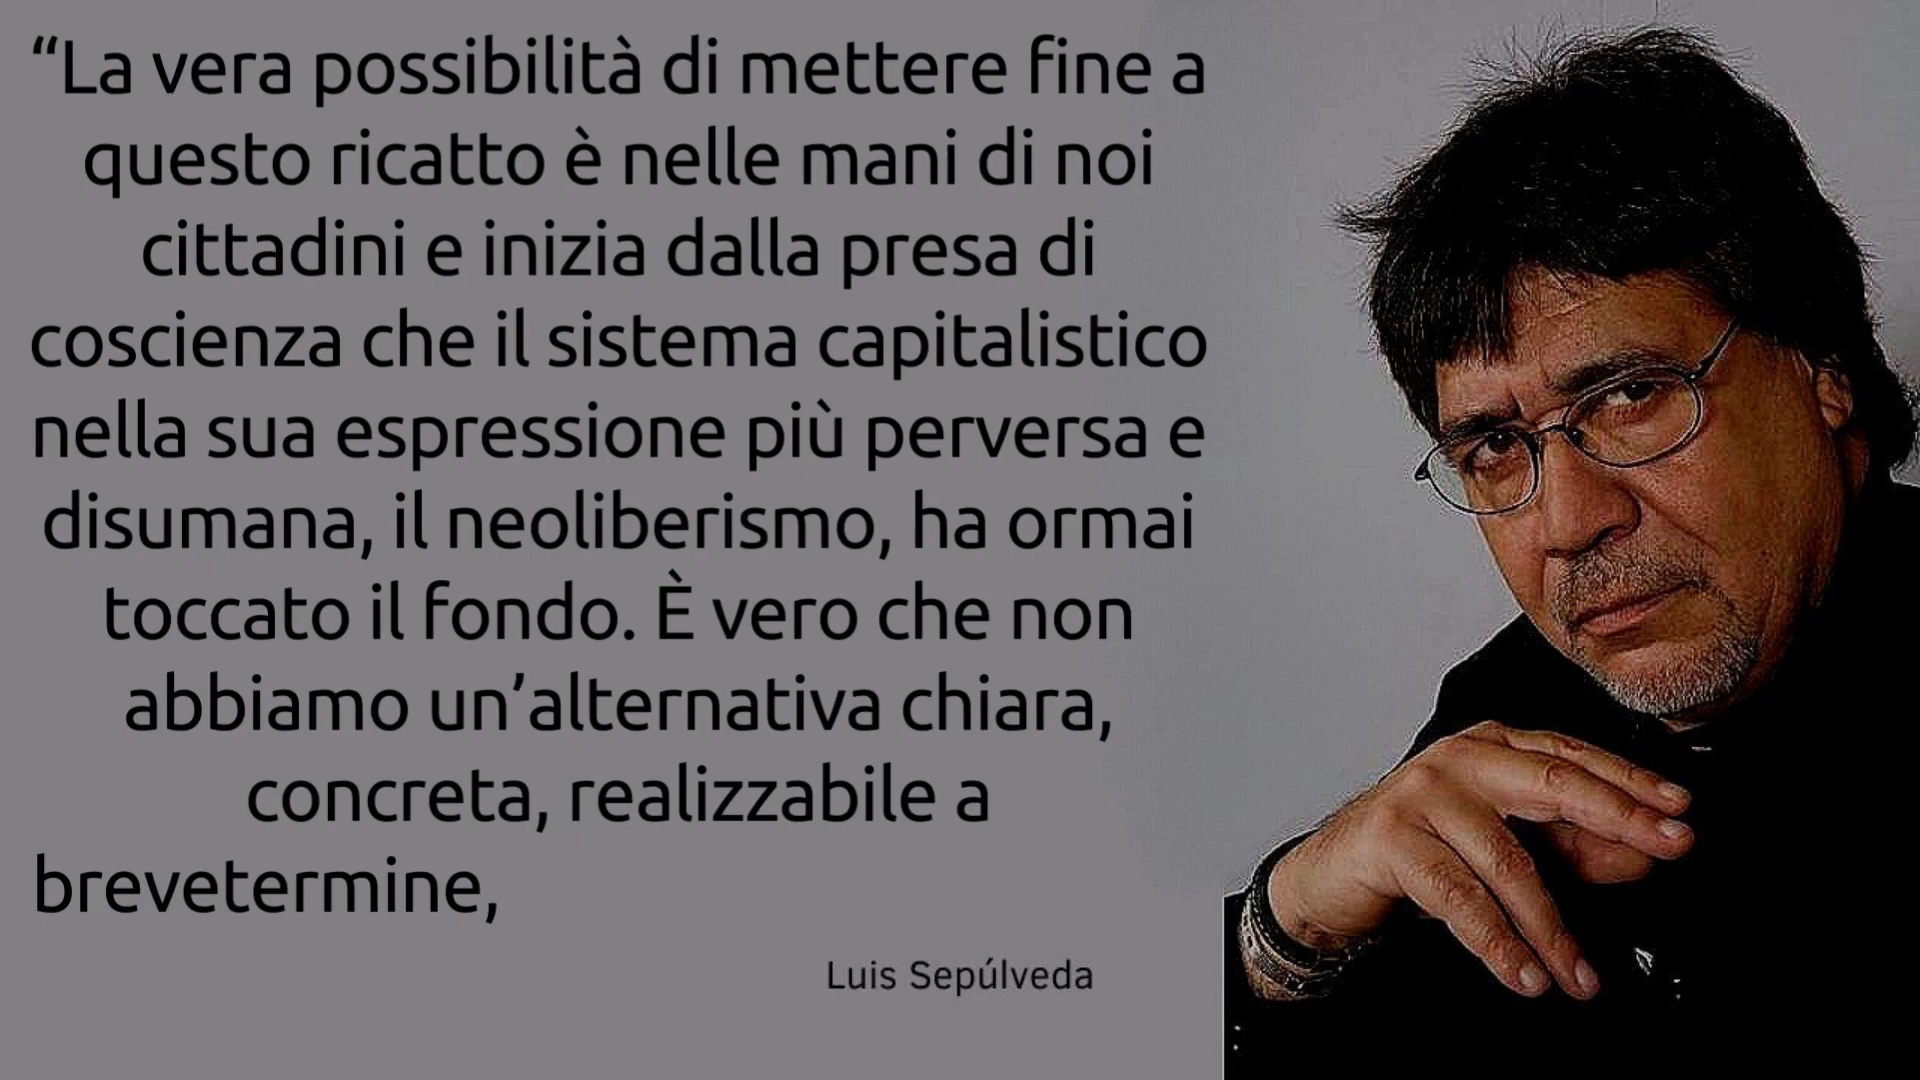 “La vera possibilità di mettere fine a
questo ricatto è nelle mani di noi
cittadini e inizia dalla presa di
coscienza che il sistema capitalistico
nella sua espressione più perversa e
disumana, il neoliberismo, ha ormai
toccato il fondo. È vero che non
abbiamo un’alternativa chiara,
concreta, realizzabile a
brevetermine,
Luis Sepúlveda